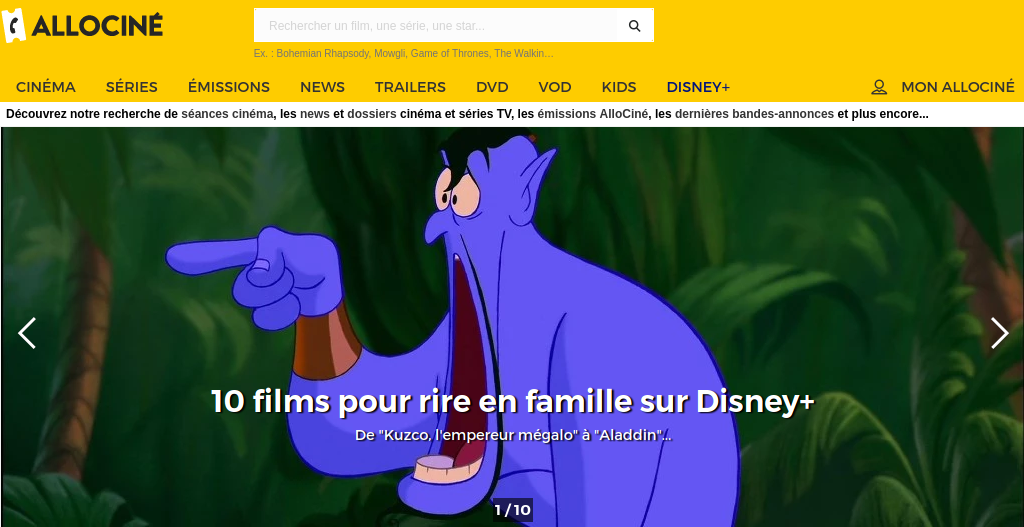 ALLOCINÉ
Rechercher un film, une série, une star...
Ex. : Bohemian Rhapsody, Mowgli, Game of Thrones, The Walkin...
CINÉMA SÉRIES ÉMISSIONS NEWS TRAILERS DVD VOD KIDS DISNEY+ MON ALLOCINÉ
Découvrez notre recherche de séances cinéma, les news et dossiers cinéma et séries TV, les émissions AlloCiné, les dernières bandes-annonces et plus encore...
10 films pour rire en famille sur Disney+
De "Kuzco, l'empereur mégalo" à "Aladdin"...
1 / 10